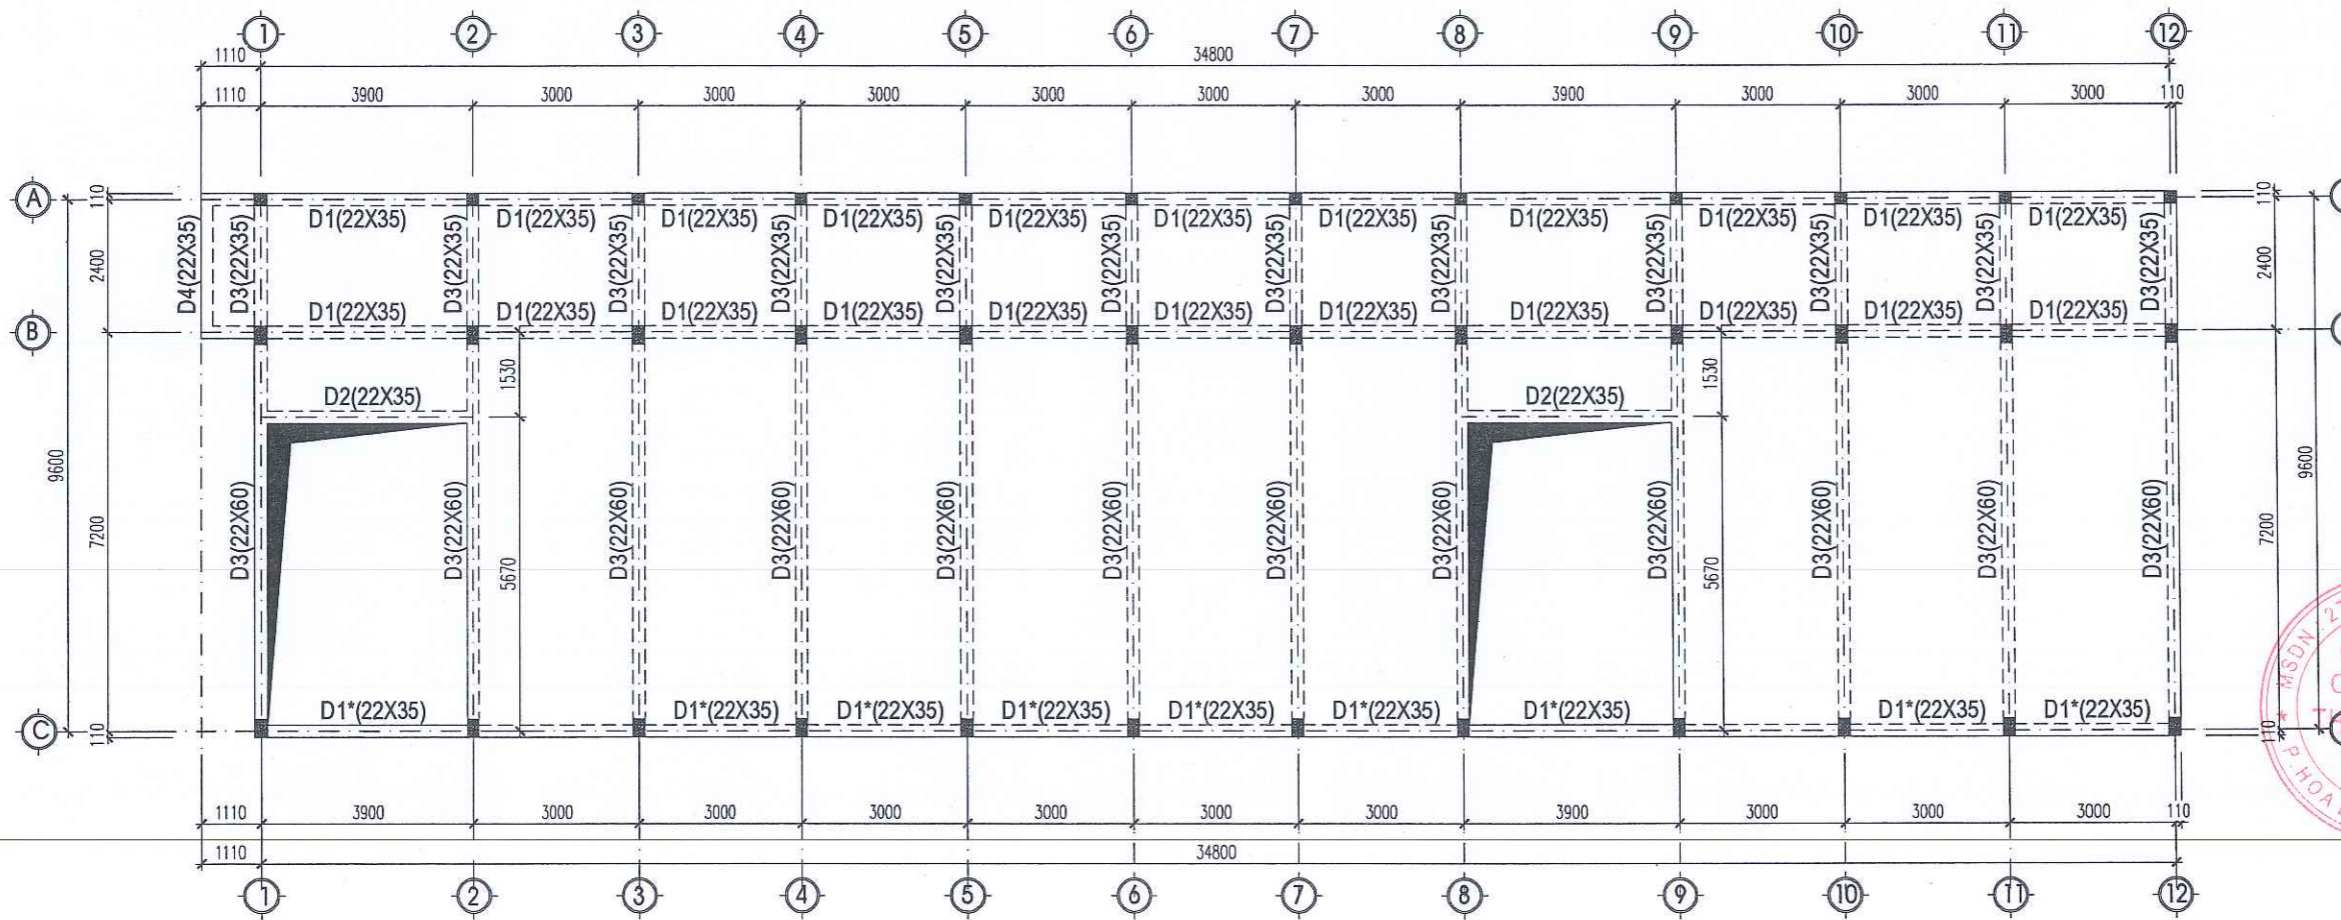 1 2 3 4 5 6 7 8 9 10 11 12
1110 34800
1110 3900 3000 3000 3000 3000 3000 3000 3900 3000 3000 3000 110
A 110 110
D1(22X35) D1(22X35) D1(22X35) D1(22X35) D1(22X35) D1(22X35) D1(22X35) D1(22X35) D1(22X35) D1(22X35) D1(22X35)
2400 D4(22X35) D3(22X35) D3(22X35) D3(22X35) D3(22X35) D3(22X35) D3(22X35) D3(22X35) D3(22X35) D3(22X35) D3(22X35) D3(22X35) D3(22X35) 2400
D1(22X35) D1(22X35) D1(22X35) D1(22X35) D1(22X35) D1(22X35) D1(22X35) D1(22X35) D1(22X35) D1(22X35) D1(22X35)
B
1530 1530
D2(22X35) D2(22X35)
9600 9600
7200 D3(22X60) D3(22X60) D3(22X60) D3(22X60) D3(22X60) D3(22X60) D3(22X60) D3(22X60) D3(22X60) D3(22X60) D3(22X60) D3(22X60) 7200
5670 5670
D1*(22X35) D1*(22X35) D1*(22X35) D1*(22X35) D1*(22X35) D1*(22X35) D1*(22X35) D1*(22X35) D1*(22X35)
C 110 110
MSDN:27
P.HOA
1110 3900 3000 3000 3000 3000 3000 3000 3900 3000 3000 3000 110
1110 34800
1 2 3 4 5 6 7 8 9 10 11 12